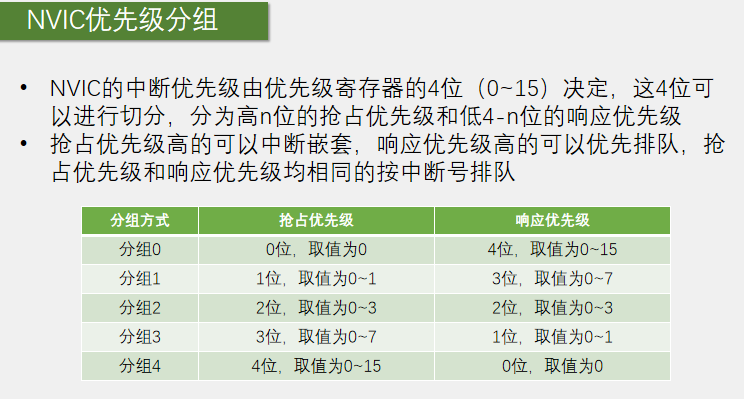 NVIC优先级分组
• NVIC的中断优先级由优先级寄存器的4位（0~15）决定，这4位可
以进行切分，分为高n位的抢占优先级和低4-n位的响应优先级
• 抢占优先级高的可以中断嵌套，响应优先级高的可以优先排队，抢
占优先级和响应优先级均相同的按中断号排队
分组方式 抢占优先级 响应优先级
分组0 0位，取值为0 4位，取值为0~15
分组1 1位，取值为0~1 3位，取值为0~7
分组2 2位，取值为0~3 2位，取值为0~3
分组3 3位，取值为0~7 1位，取值为0~1
分组4 4位，取值为0~15 0位，取值为0